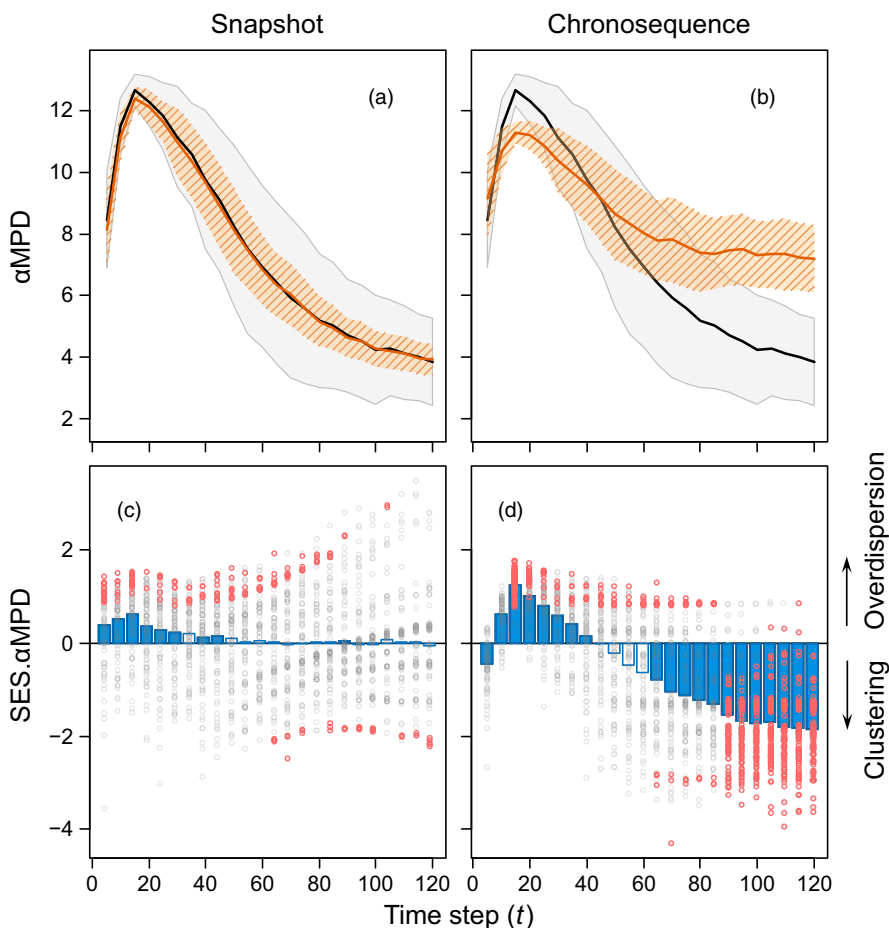 Snapshot
Chronosequence
(a)
(b)
αMPD
12
10
8
6
4
2
(c)
(d)
SES.αMPD
2
0
−2
−4
Overdispersion
Clustering
0 20 40 60 80 100 120
0 20 40 60 80 100 120
Time step (t)